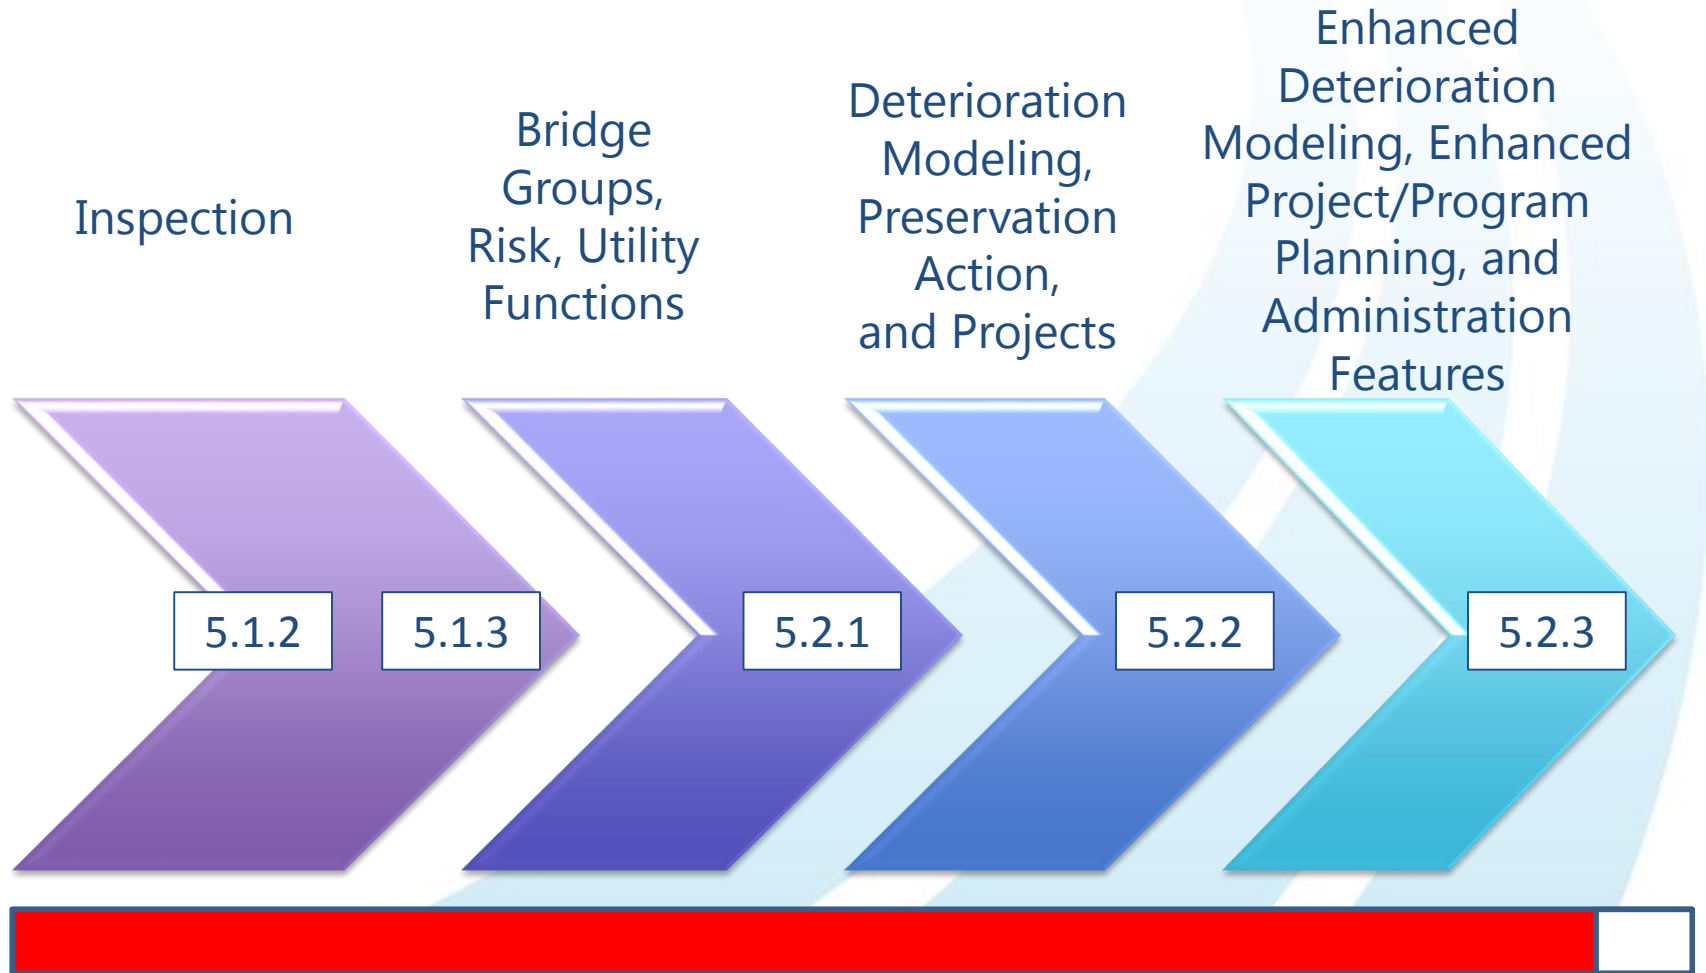 Inspection
Bridge
Groups,
Risk, Utility
Functions
Deterioration
Modeling,
Preservation
Action,
and Projects
Enhanced
Deterioration
Modeling, Enhanced
Project/Program
Planning, and
Administration
Features
5.1.2
5.1.3
5.2.1
5.2.2
5.2.3